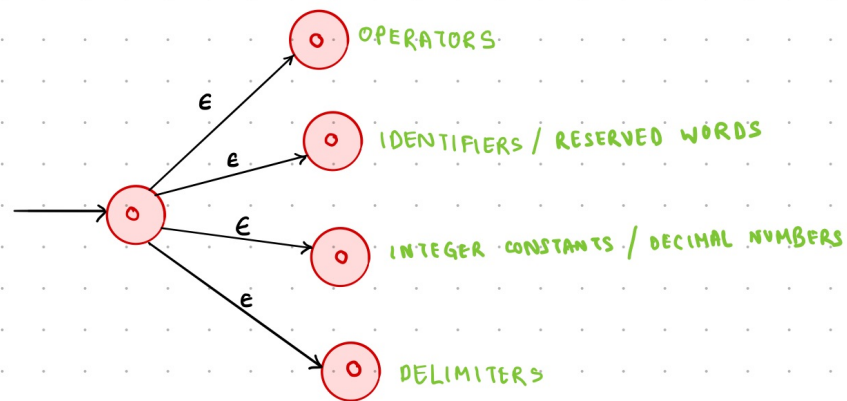 O
OPERATORS
ϵ
O
IDENTIFIERS / RESERVED WORDS
ϵ
O
ϵ
O
INTEGER CONSTANTS / DECIMAL NUMBERS
ϵ
O
DELIMITERS